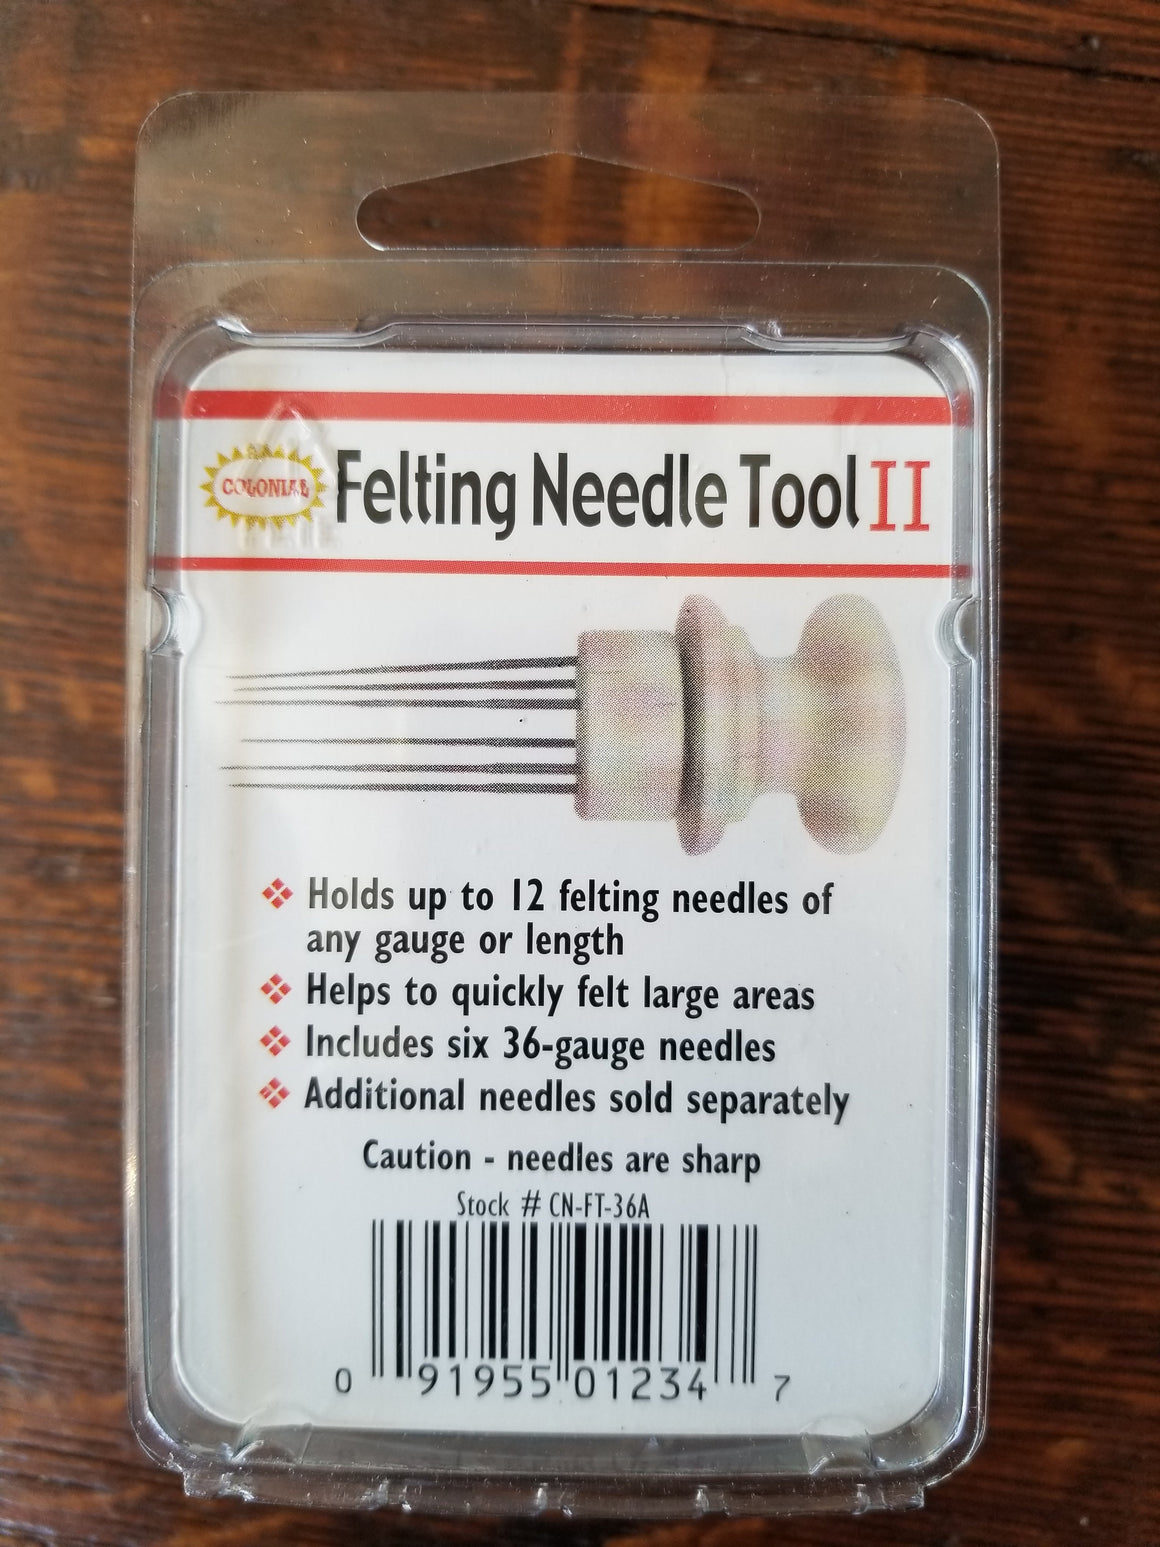 COLONIAL
Felting Needle Tool II
❖ Holds up to 12 felting needles of
any gauge or length
❖ Helps to quickly felt large areas
❖ Includes six 36-gauge needles
❖ Additional needles sold separately
Caution - needles are sharp
Stock # CN-FT-36A
0 91955 01234 7